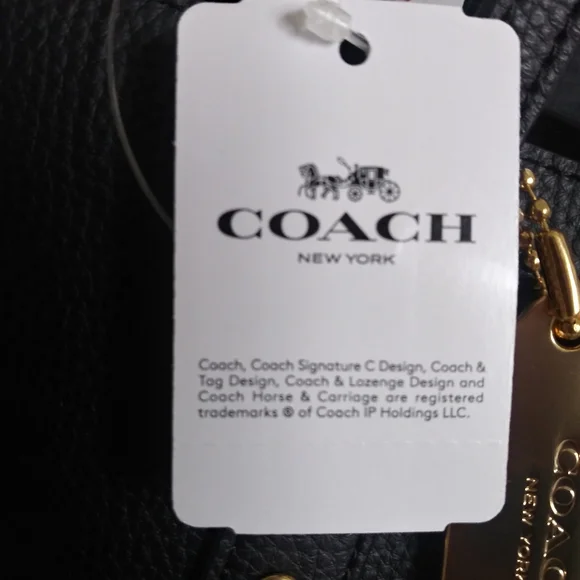 COACH
NEW YORK
Coach, Coach Signature C Design, Coach &
Tag Design, Coach & Lozenge Design and
Coach Horse & Carriage are registered
trademarks ® of Coach IP Holdings LLC.
COAC
NEW YORK